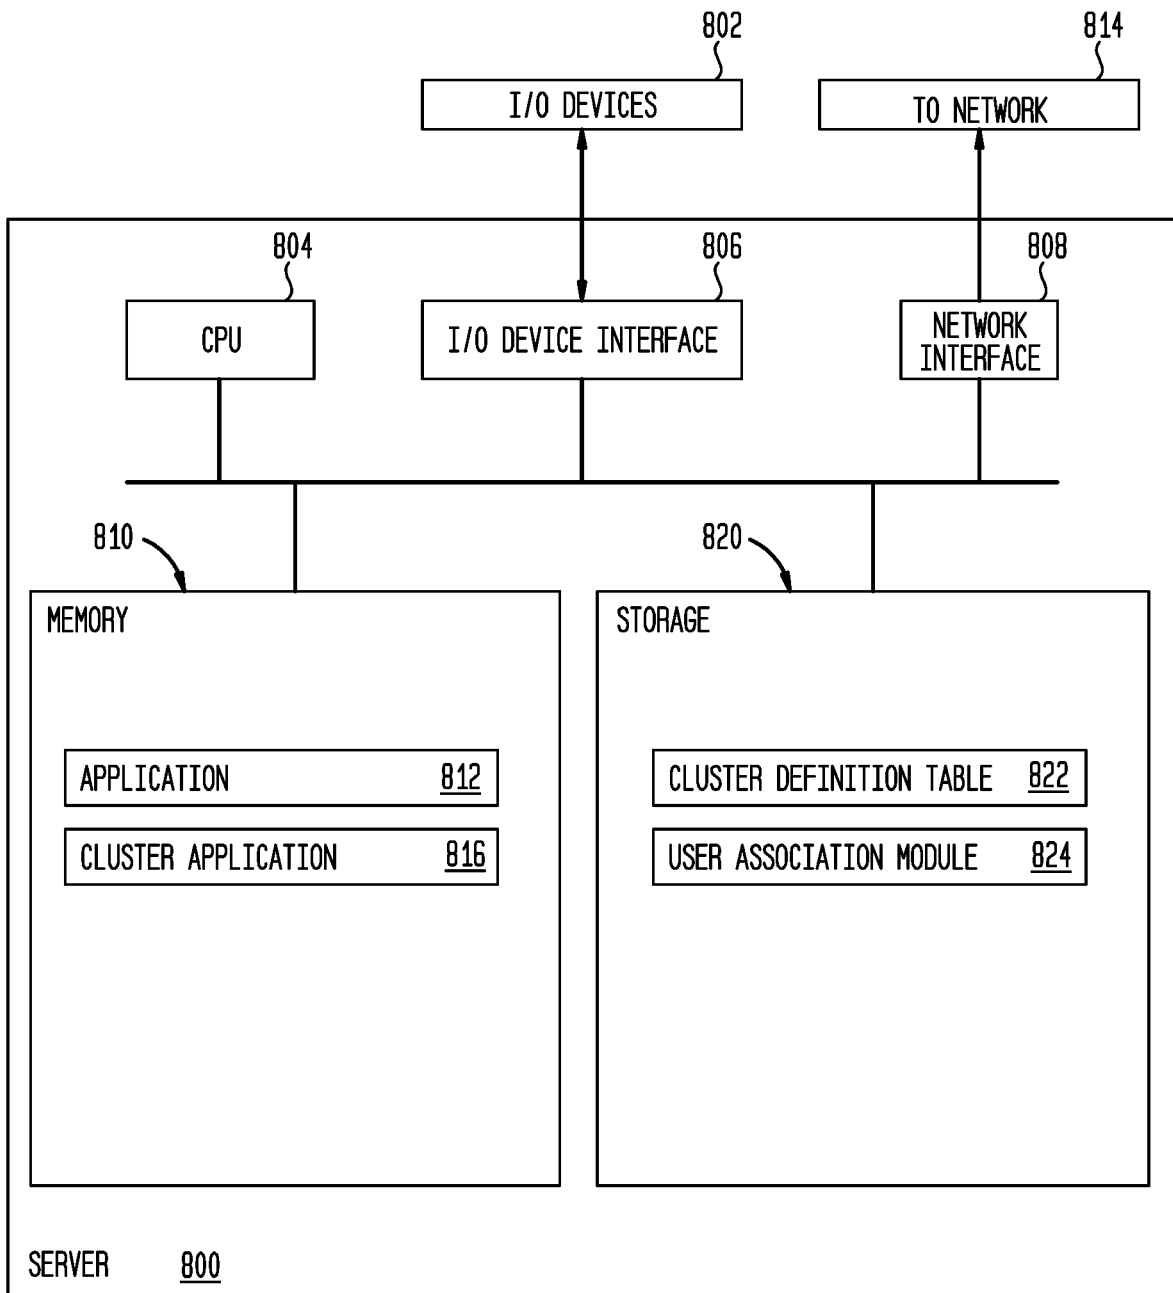 802
814
I/O DEVICES
TO NETWORK
804
806
808
CPU
I/O DEVICE INTERFACE
NETWORK
INTERFACE
810
820
MEMORY
STORAGE
APPLICATION 812
CLUSTER DEFINITION TABLE 822
CLUSTER APPLICATION 816
USER ASSOCIATION MODULE 824
SERVER 800